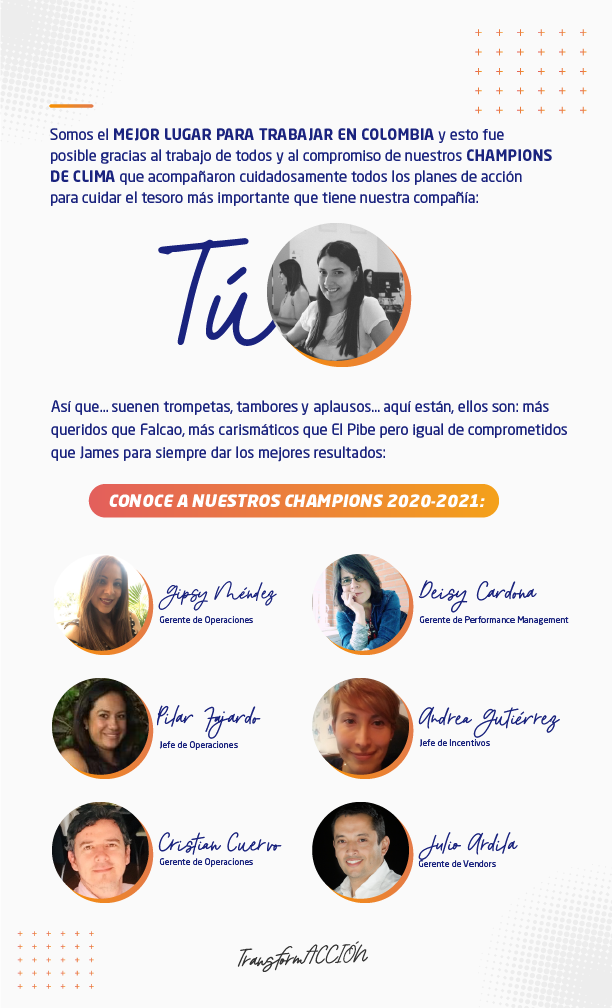 Somos el MEJOR LUGAR PARA TRABAJAR EN COLOMBIA y esto fue
posible gracias al trabajo de todos y al compromiso de nuestros CHAMPIONS
DE CLIMA que acompañaron cuidadosamente todos los planes de acción
para cuidar el tesoro más importante que tiene nuestra compañía:
Tú
Así que... suenen trompetas, tambores y aplausos... aquí están, ellos son: más
queridos que Falcao, más carismáticos que El Pibe pero igual de comprometidos
que James para siempre dar los mejores resultados:
CONOCE A NUESTROS CHAMPIONS 2020-2021:
Gipsy Méndez
Gerente de Operaciones
Deisy Cardona
Gerente de Performance Management
Pilar Fajardo
Jefe de Operaciones
Andrea Gutiérrez
Jefe de Incentivos
Cristian Cuervo
Gerente de Operaciones
Julio Ardila
Gerente de Vendors
TransformACCIÓN